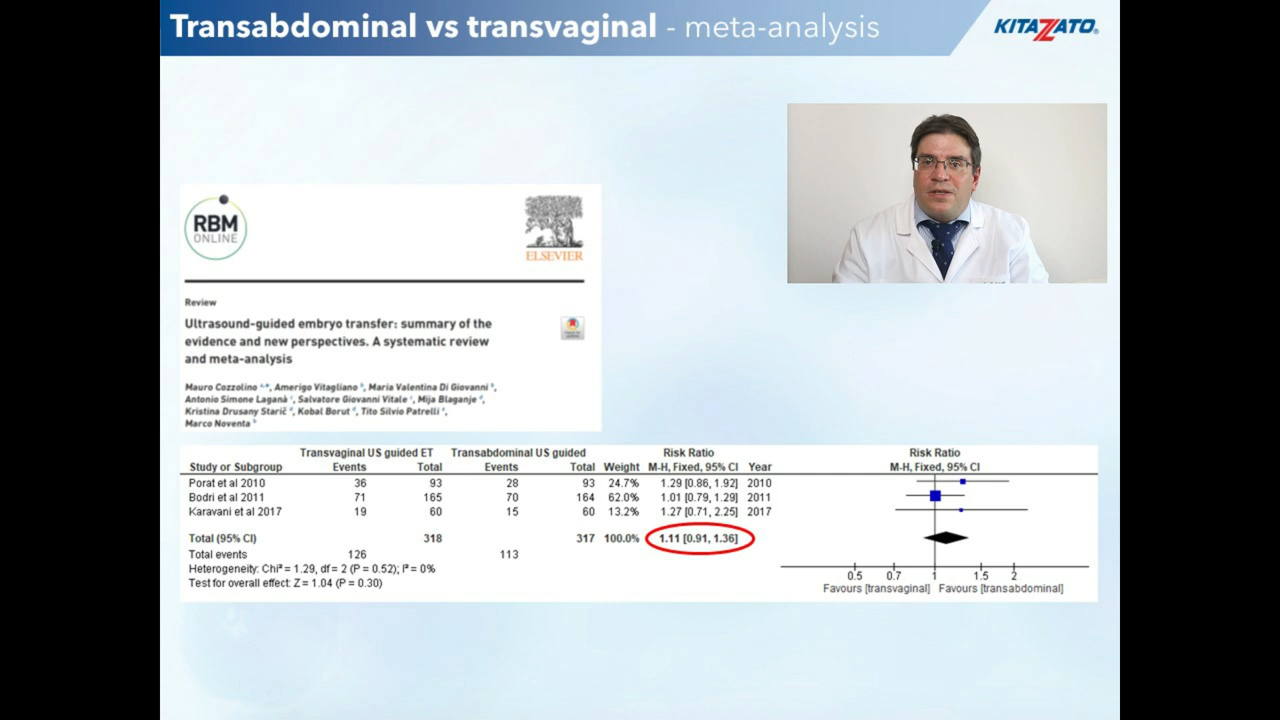 Transabdominal vs transvaginal - meta-analysis
KITAZATO®
RBM
ONLINE
ELSEVIER
Review
Ultrasound-guided embryo transfer: summary of the
evidence and new perspectives. A systematic review
and meta-analysis
Mauro Cozzolino a,*, Amerigo Vitagliano b, Maria Valentina Di Giovanni b,
Antonio Simone Laganà c, Salvatore Giovanni Vitale c, Mija Blaganje d,
Kristina Drusany Starič d, Kobal Borut d, Tito Silvio Patrelli e,
Marco Noventa b
Transvaginal US guided ET Transabdominal US guided Risk Ratio Risk Ratio
Study or Subgroup Events Total Events Total Weight M-H, Fixed, 95% CI Year M-H, Fixed, 95% CI
Porat et al 2010 36 93 28 93 24.7% 1.29 [0.86, 1.92] 2010
Bodri et al 2011 71 165 70 164 62.0% 1.01 [0.79, 1.29] 2011
Karavani et al 2017 19 60 15 60 13.2% 1.27 [0.71, 2.25] 2017
Total (95% CI) 318 317 100.0% 1.11 [0.91, 1.36]
Total events 126 113
Heterogeneity: Chi² = 1.29, df = 2 (P = 0.52); I² = 0%
Test for overall effect: Z = 1.04 (P = 0.30)
0.5 0.7 1 1.5 2
Favours [transvaginal] Favours [transabdominal]